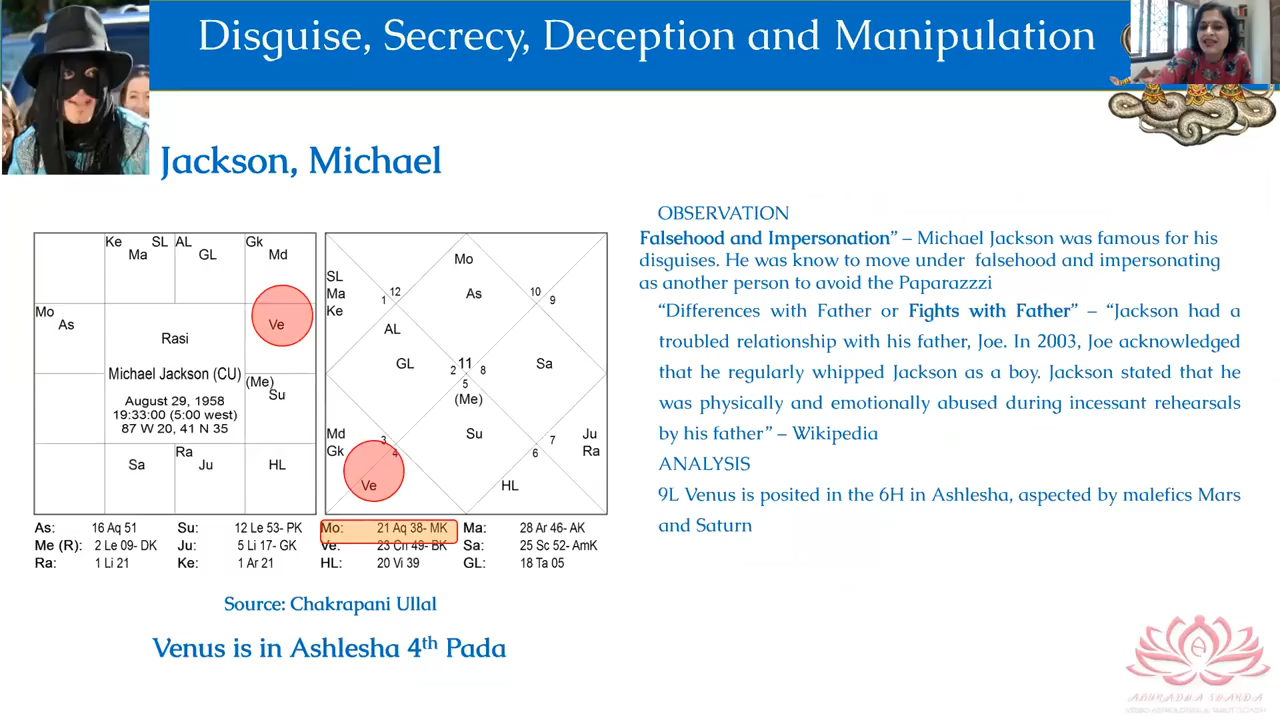 Disguise, Secrecy, Deception and Manipulation
Jackson, Michael
Ke SL
Ma
AL
GL
Gk
Md
Mo
As
Ve
Rasi
Michael Jackson (CU)
August 29, 1958
19:33:00 (5:00 west)
87 W 20, 41 N 35
(Me)
Su
Sa
Ra
Ju
HL
Mo
As
SL
Ma
Ke
1 12
10 9
AL
GL
2 11 8
5
(Me)
Sa
Md
Gk
3
4
Su
Ve
7
6
Ju
Ra
HL
As: 16 Aq 51 Su: 12 Le 53- PK Mo: 21 Aq 38- MK Ma: 28 Ar 46- AK
Me (R): 2 Le 09- DK Ju: 5 Li 17- GK Ve: 23 Cn 49- BK Sa: 25 Sc 52- AmK
Ra: 1 Li 21 Ke: 1 Ar 21 HL: 20 Vi 39 GL: 18 Ta 05
Source: Chakrapani Ullal
Venus is in Ashlesha 4th Pada
OBSERVATION
Falsehood and Impersonation” – Michael Jackson was famous for his
disguises. He was know to move under falsehood and impersonating
as another person to avoid the Paparazzzi
“Differences with Father or Fights with Father” – “Jackson had a
troubled relationship with his father, Joe. In 2003, Joe acknowledged
that he regularly whipped Jackson as a boy. Jackson stated that he
was physically and emotionally abused during incessant rehearsals
by his father” – Wikipedia
ANALYSIS
9L Venus is posited in the 6H in Ashlesha, aspected by malefics Mars
and Saturn
ANURADHA SHARDA